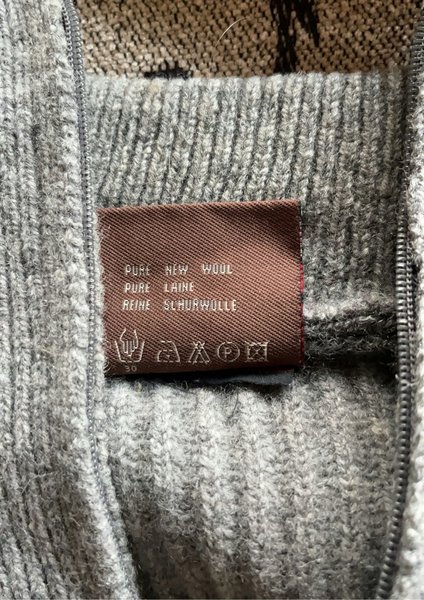 PURE NEW WOOL
PURE LAINE
REINE SCHURWOLLE
30
P